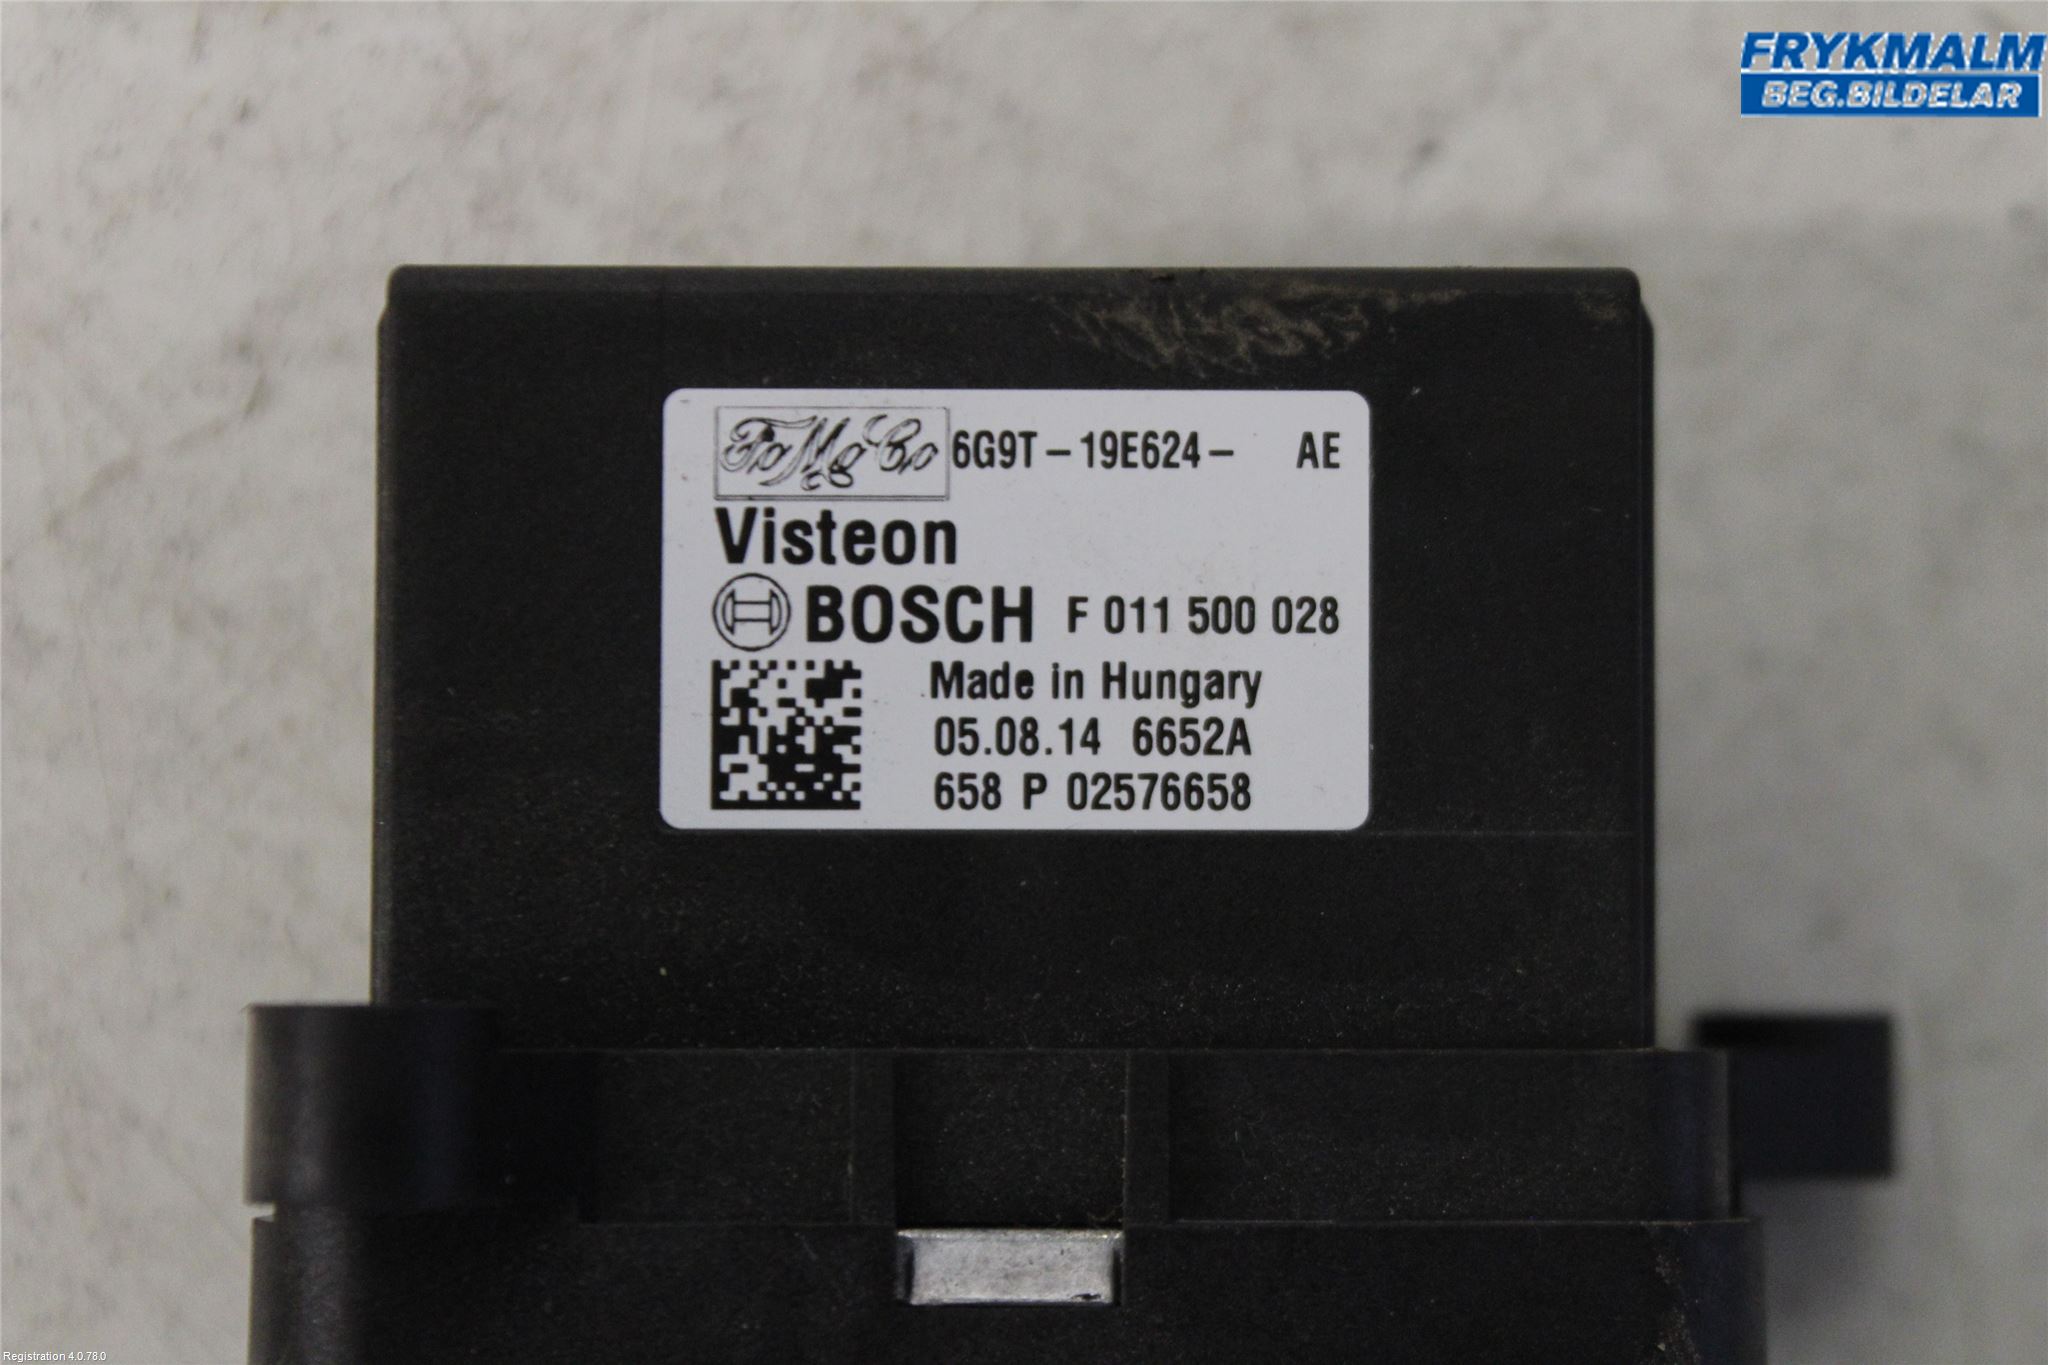 FRYKMALM
BEG.BILDELAR
FoMoCo 6G9T – 19E624 – AE
Visteon
BOSCH F 011 500 028
Made in Hungary
05.08.14 6652A
658 P 02576658
Registration 4.0.78.0